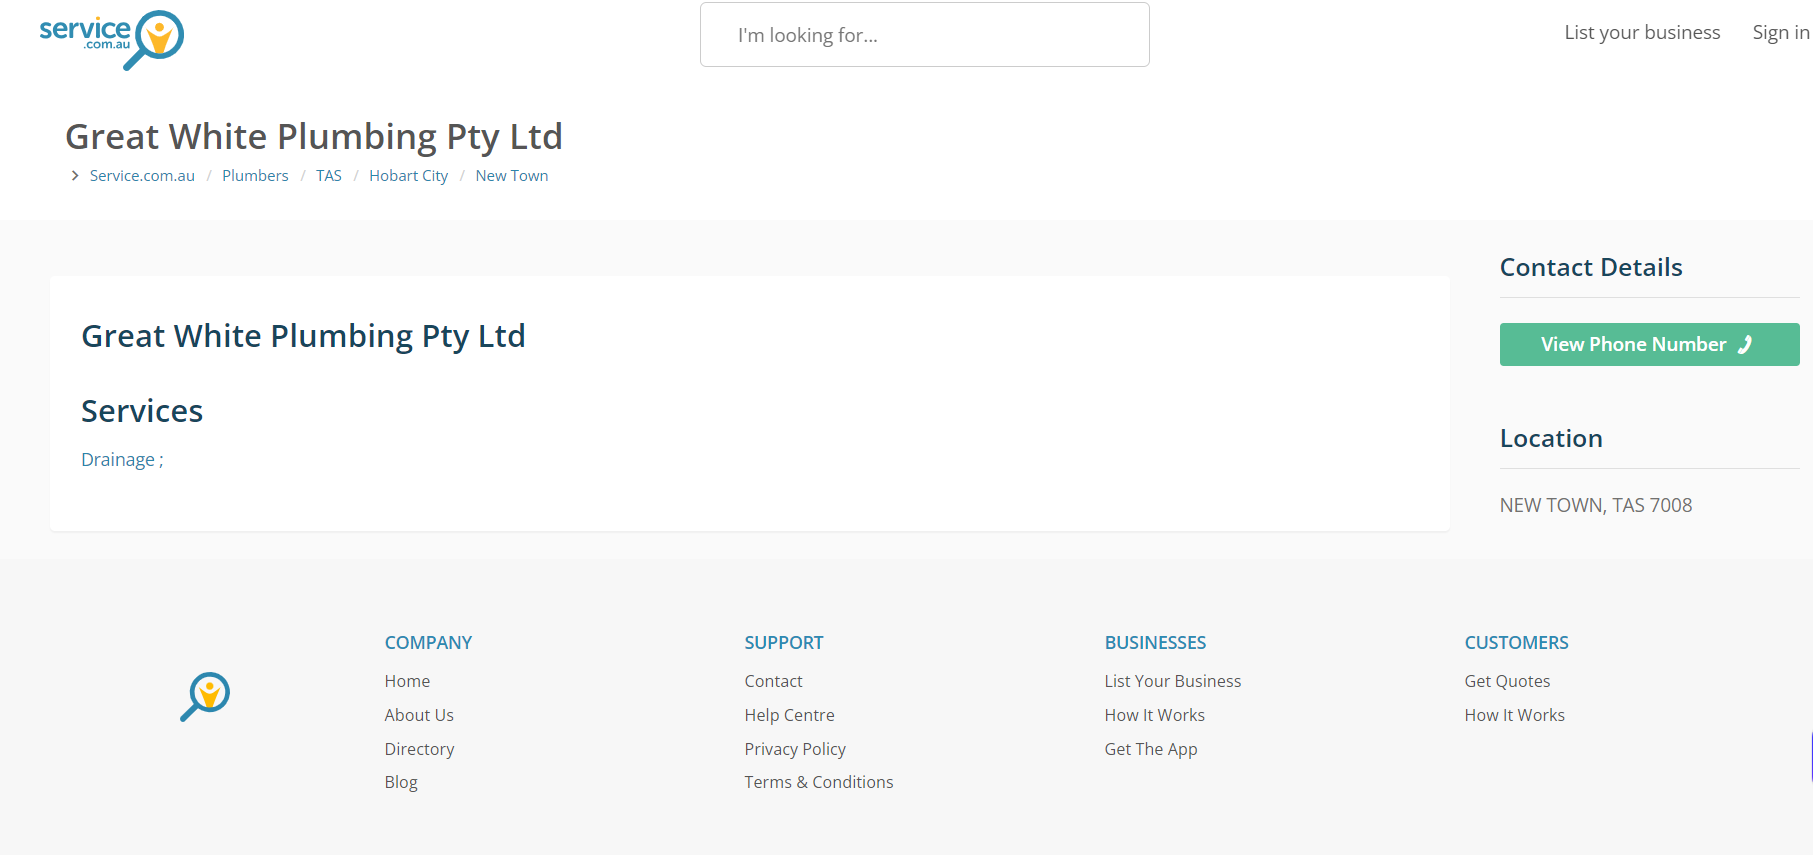 service
.com.au
I'm looking for...
List your business
Sign in
Great White Plumbing Pty Ltd
Service.com.au / Plumbers / TAS / Hobart City / New Town
Great White Plumbing Pty Ltd
Services
Drainage ;
Contact Details
View Phone Number
Location
NEW TOWN, TAS 7008
COMPANY
Home
About Us
Directory
Blog
SUPPORT
Contact
Help Centre
Privacy Policy
Terms & Conditions
BUSINESSES
List Your Business
How It Works
Get The App
CUSTOMERS
Get Quotes
How It Works